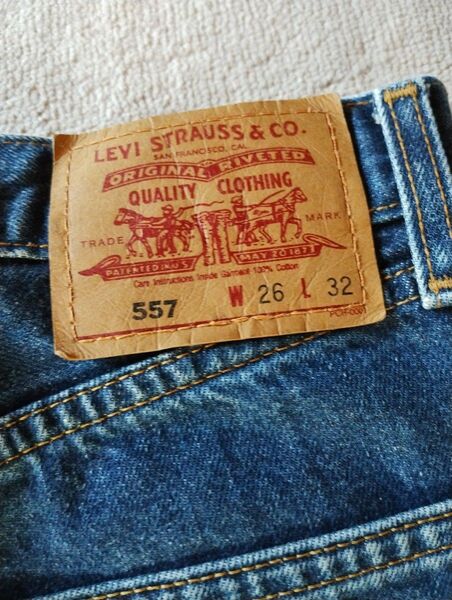 LEVI STRAUSS & CO.
SAN FRANCISCO, CAL.
ORIGINAL RIVETED
QUALITY CLOTHING
TRADE MARK
PATENTED IN U.S. MAY 20 1873
Care Instructions Inside Garment 100% Cotton
557 W 26 L 32